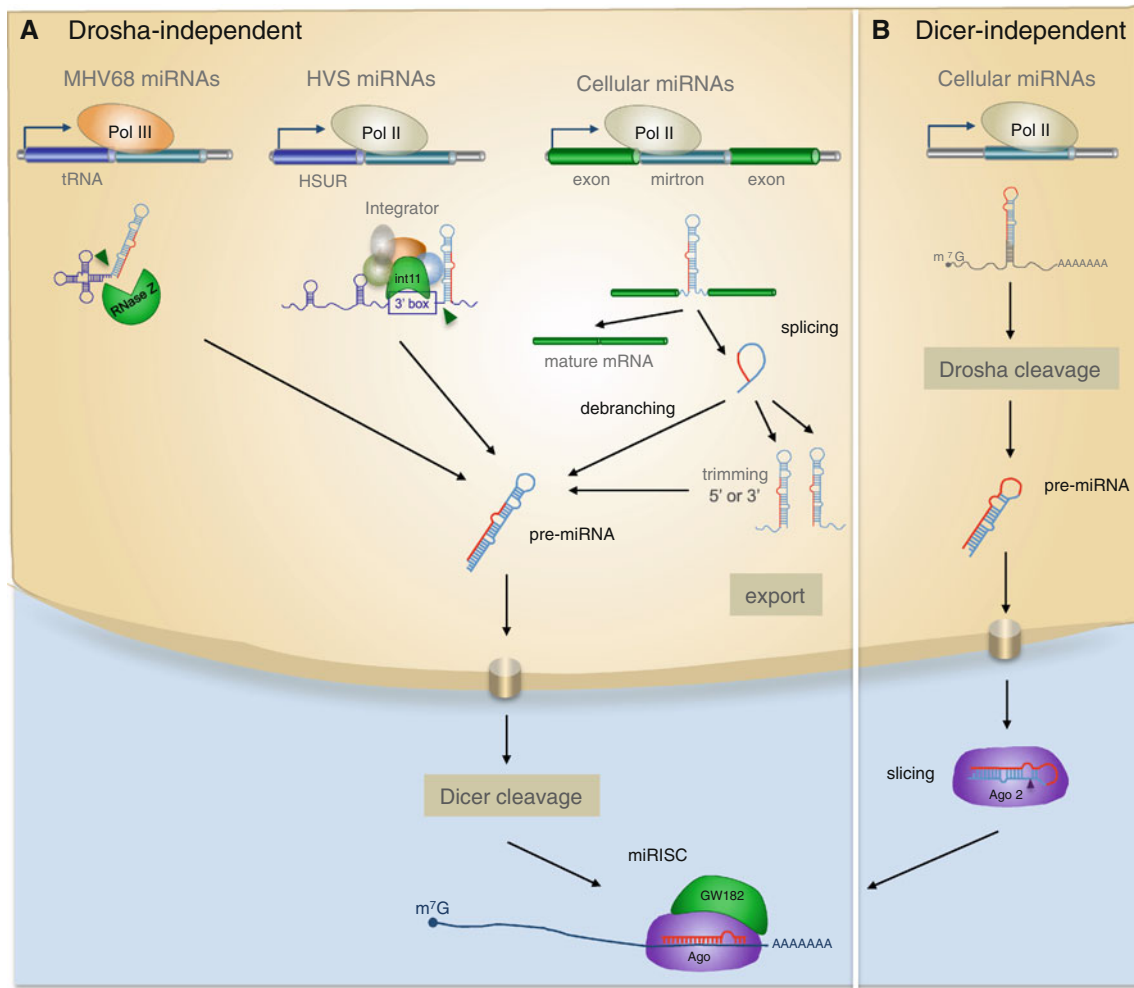 A Drosha-independent
MHV68 miRNAs
HVS miRNAs
Cellular miRNAs
Pol III
Pol II
Pol II
tRNA
HSUR
exon
mirtron
exon
Integrator
RNase Z
int11
3' box
splicing
mature mRNA
debranching
trimming
5' or 3'
pre-miRNA
export
Dicer cleavage
miRISC
GW182
m⁷G
Ago
AAAAAAA
B Dicer-independent
Cellular miRNAs
Pol II
m⁷G
AAAAAAA
Drosha cleavage
pre-miRNA
slicing
Ago 2